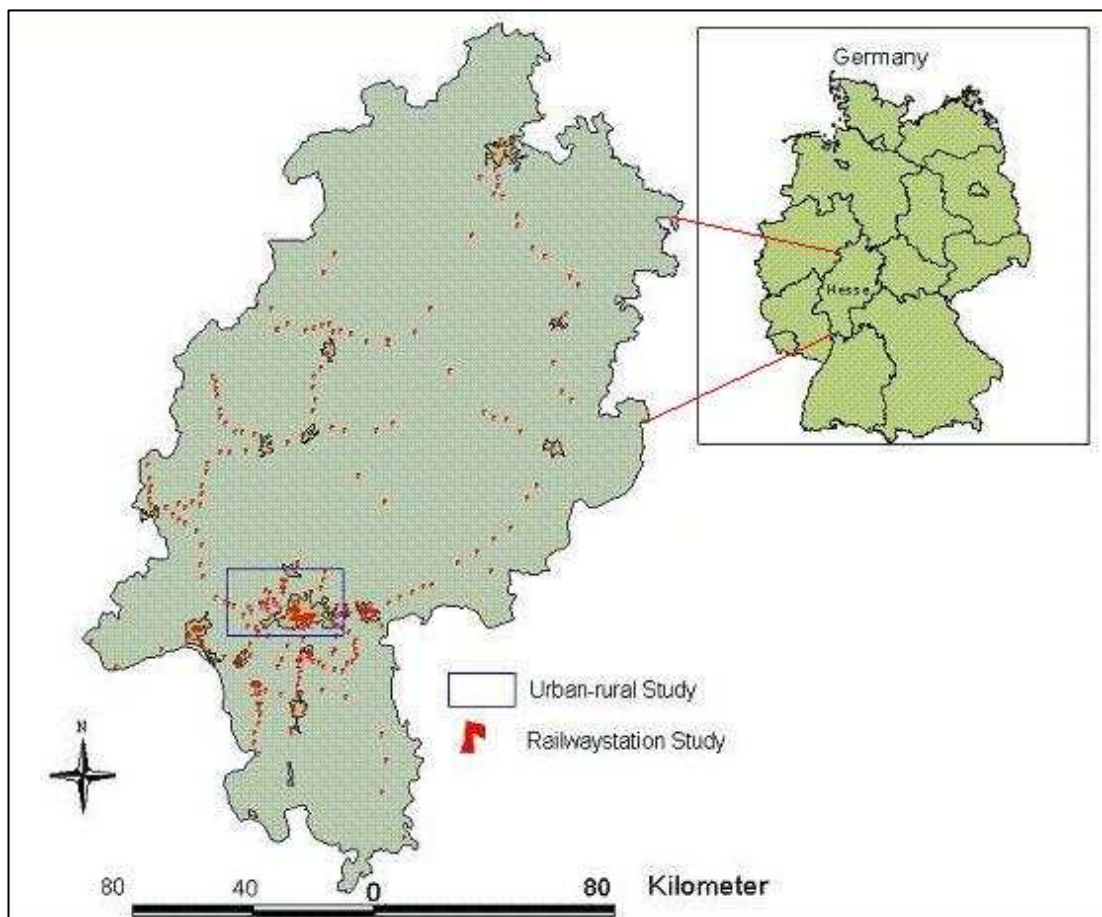 Germany
Hesse
Urban-rural Study
Railwaystation Study
N
80 40 0 80 Kilometer